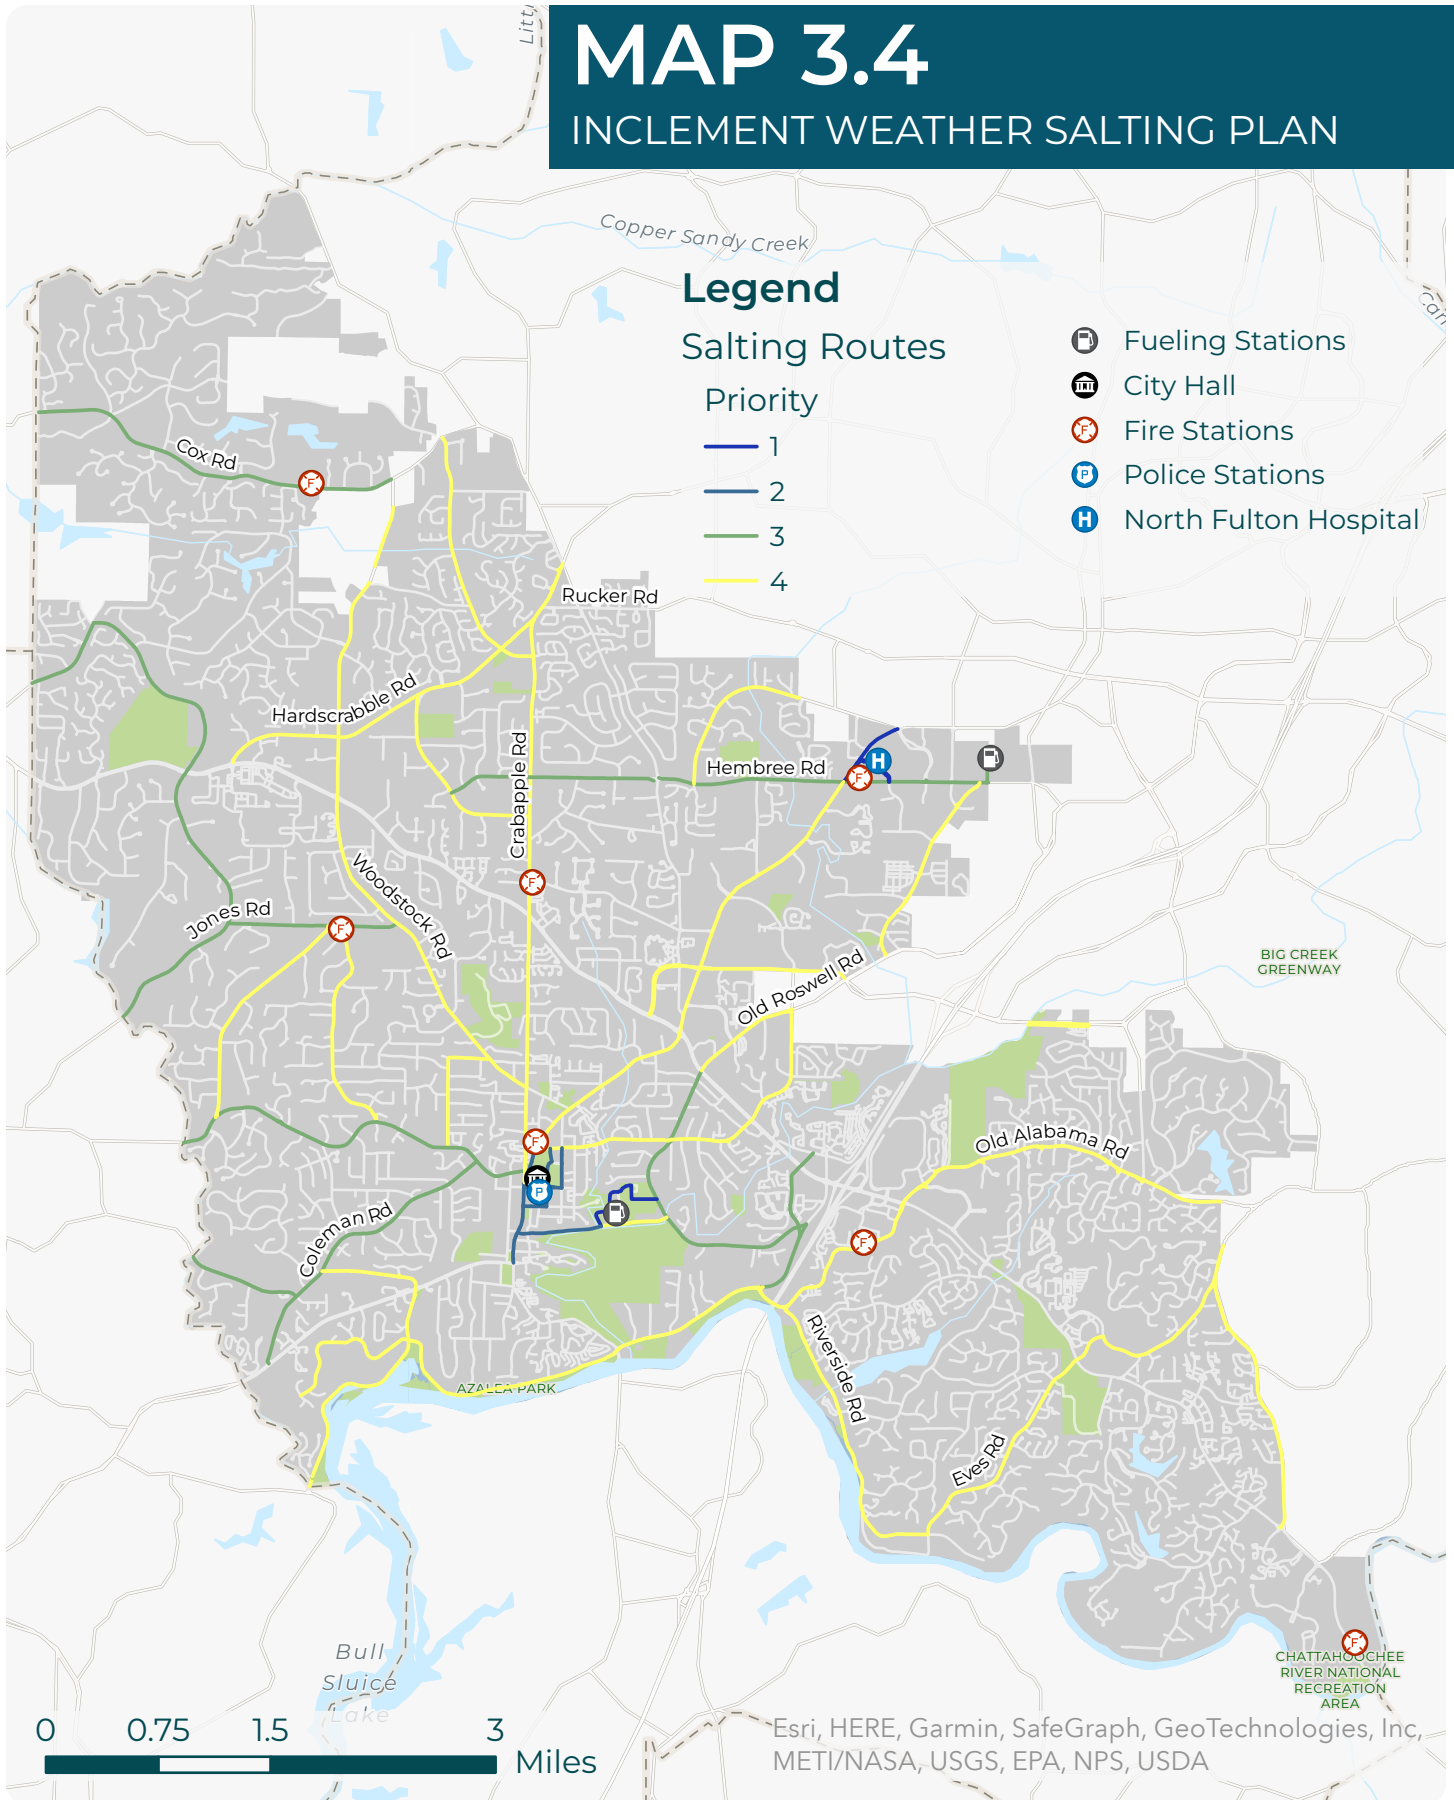 MAP 3.4
INCLEMENT WEATHER SALTING PLAN
Copper Sandy Creek
Legend
Salting Routes
Priority
1
2
3
4
Fueling Stations
City Hall
Fire Stations
Police Stations
North Fulton Hospital
Cox Rd
F
Rucker Rd
Hardscrabble Rd
Crabapple Rd
Hembree Rd
H
F
F
Woodstock Rd
Jones Rd
F
Old Roswell Rd
BIG CREEK
GREENWAY
F
P
Old Alabama Rd
Coleman Rd
F
Riverside Rd
AZALEA PARK
Eves Rd
F
CHATTAHOOCHEE
RIVER NATIONAL
RECREATION
AREA
Bull
Sluice
Lake
0 0.75 1.5 3
Miles
Esri, HERE, Garmin, SafeGraph, GeoTechnologies, Inc,
METI/NASA, USGS, EPA, NPS, USDA